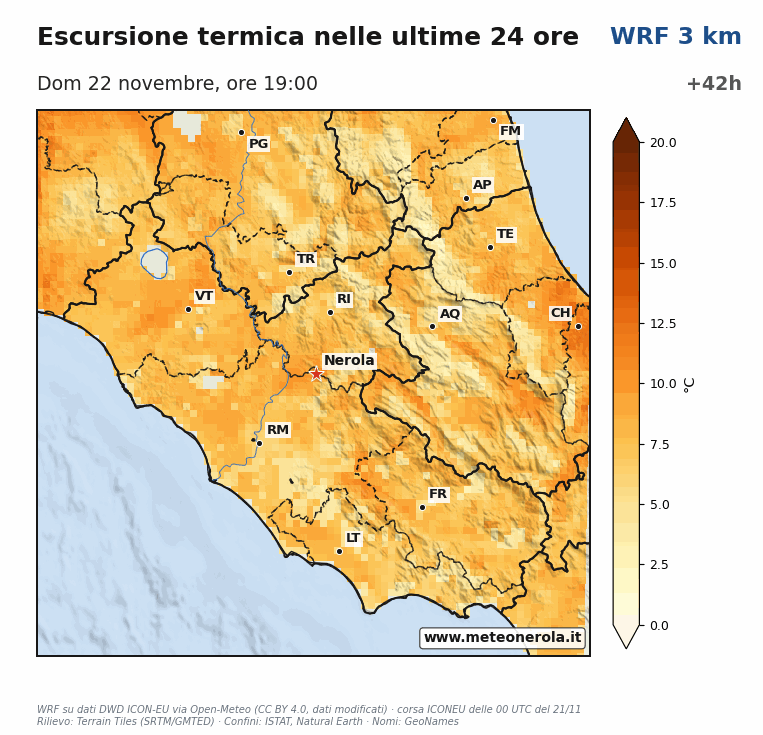 Escursione termica nelle ultime 24 ore
WRF 3 km
Dom 22 novembre, ore 19:00
+42h
FM
PG
AP
TE
TR
VT
RI
AQ
CH
Nerola
RM
FR
LT
www.meteonerola.it
20.0
17.5
15.0
12.5
10.0
7.5
5.0
2.5
0.0
°C
WRF su dati DWD ICON-EU via Open-Meteo (CC BY 4.0, dati modificati) · corsa ICONEU delle 00 UTC del 21/11
Rilievo: Terrain Tiles (SRTM/GMTED) · Confini: ISTAT, Natural Earth · Nomi: GeoNames